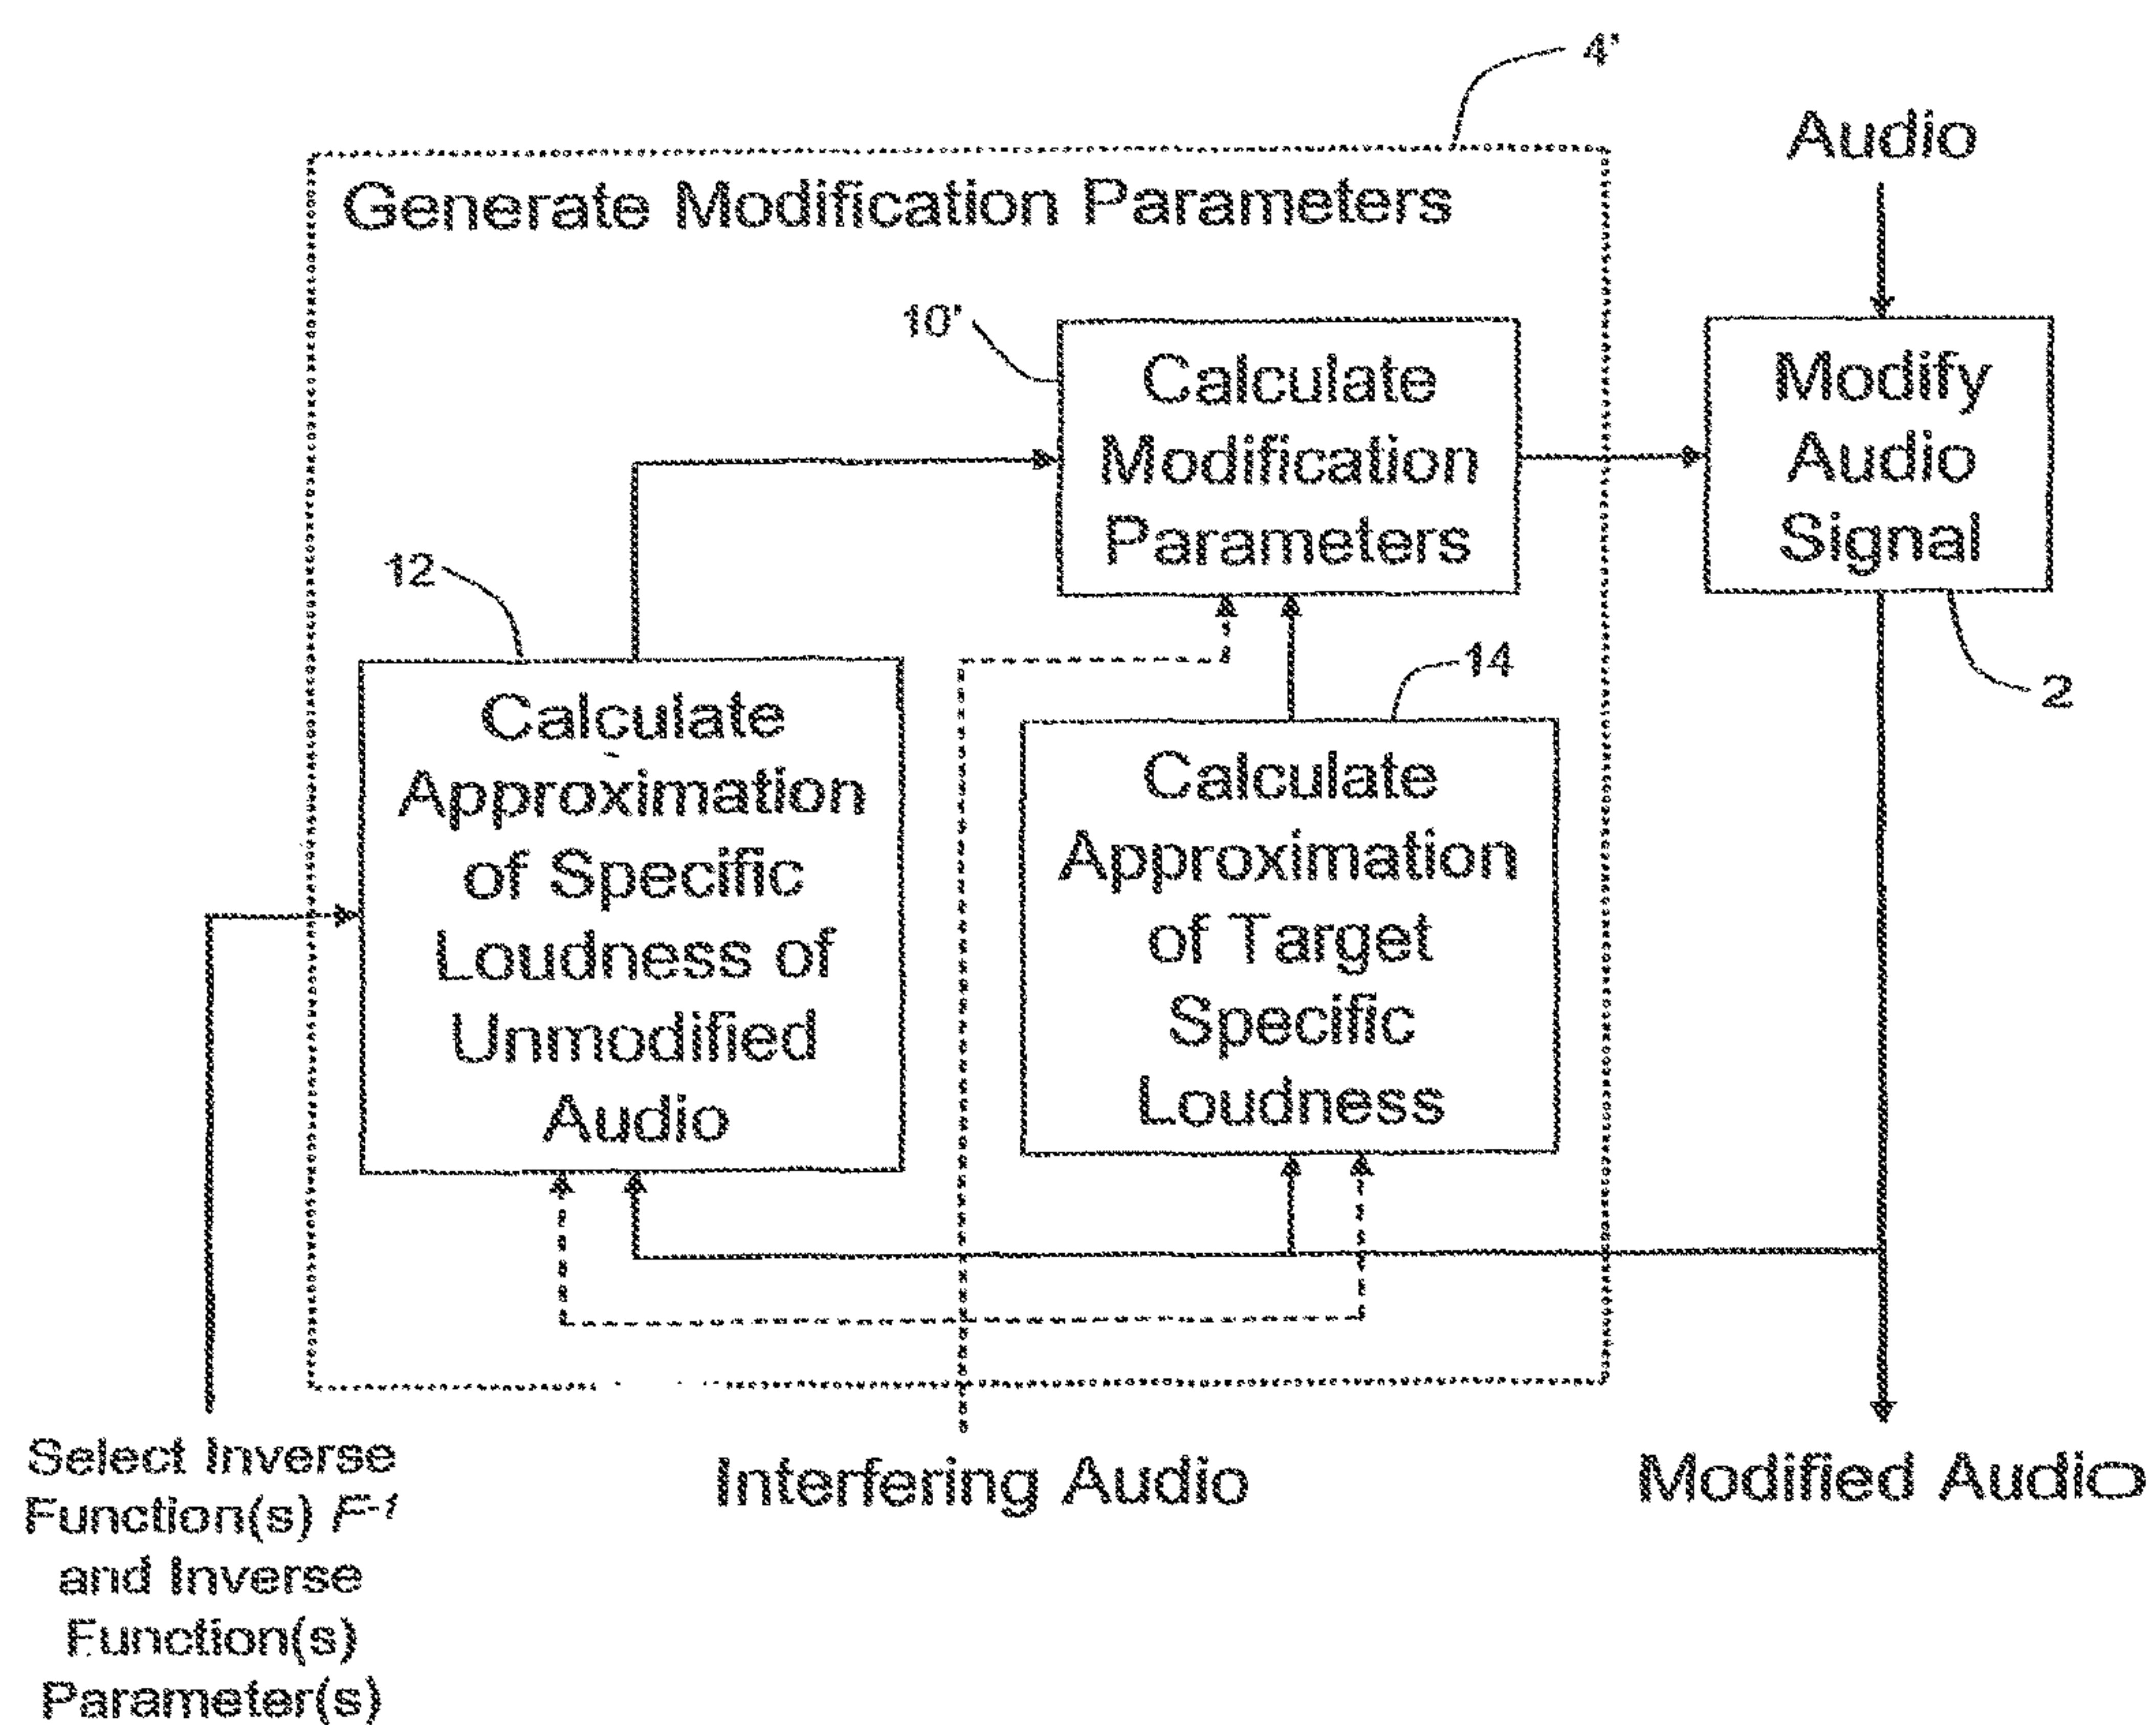 4'
Audio
Generate Modification Parameters
10'
Calculate
Modification
Parameters
Modify
Audio
Signal
12
14
2
Calculate
Approximation
of Specific
Loudness of
Unmodified
Audio
Calculate
Approximation
of Target
Specific
Loudness
Select Inverse
Function(s) F⁻¹
and Inverse
Function(s)
Parameter(s)
Interfering Audio
Modified Audio